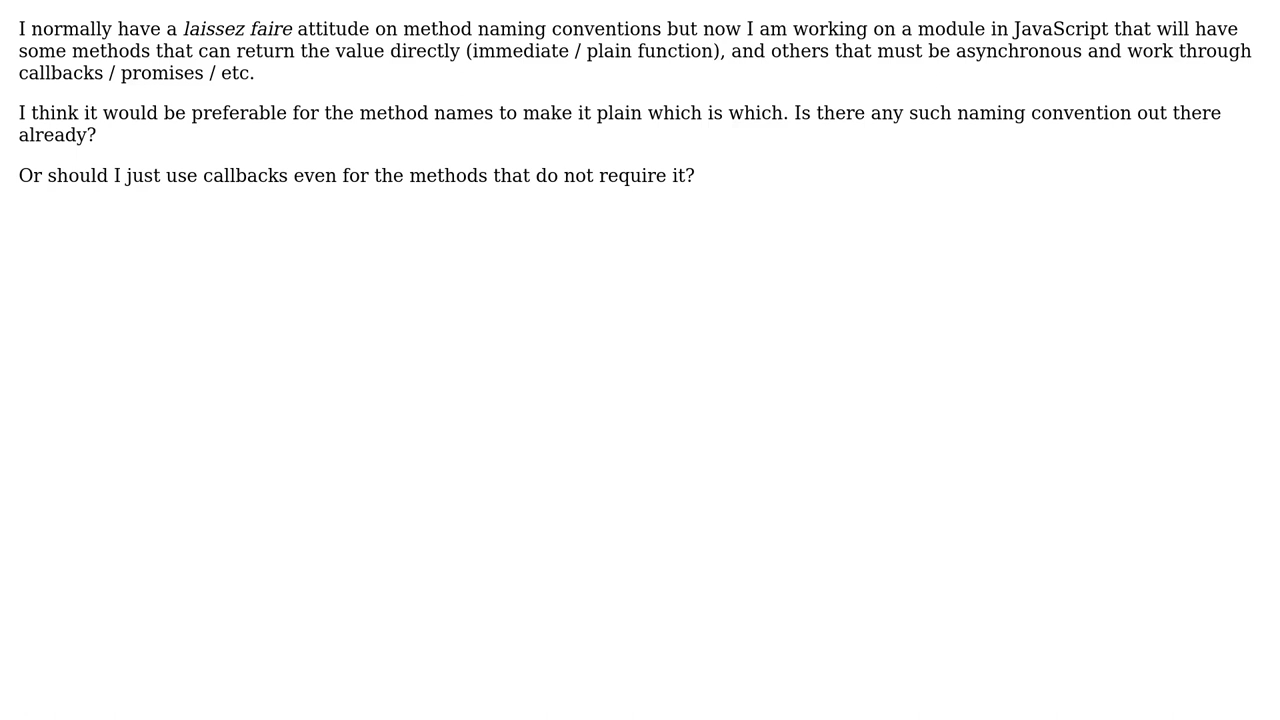 I normally have a laissez faire attitude on method naming conventions but now I am working on a module in JavaScript that will have
some methods that can return the value directly (immediate / plain function), and others that must be asynchronous and work through
callbacks / promises / etc.
I think it would be preferable for the method names to make it plain which is which. Is there any such naming convention out there
already?
Or should I just use callbacks even for the methods that do not require it?